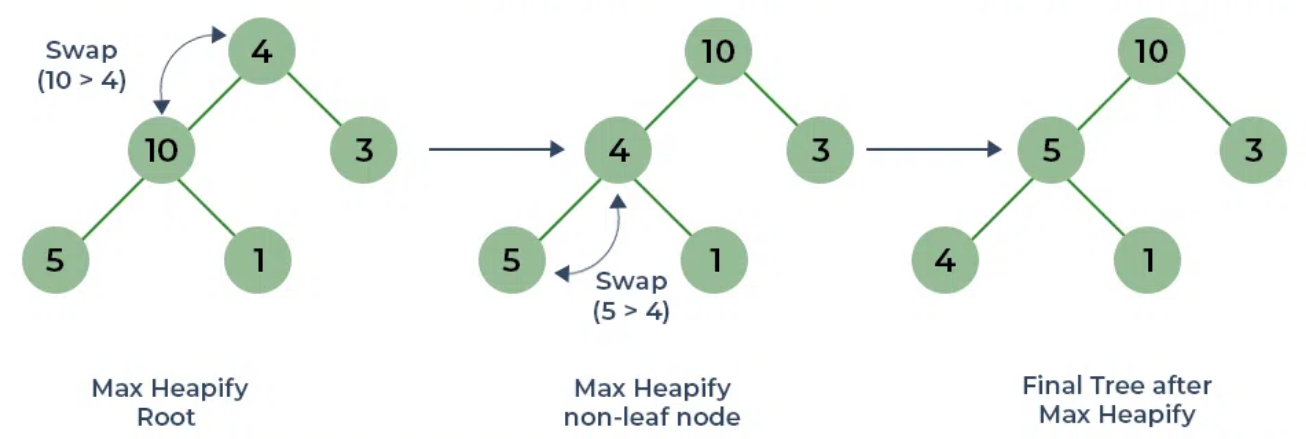 Swap
(10 > 4)
4
10
3
5
1
10
4
3
5
1
Swap
(5 > 4)
10
5
3
4
1
Max Heapify
Root
Max Heapify
non-leaf node
Final Tree after
Max Heapify